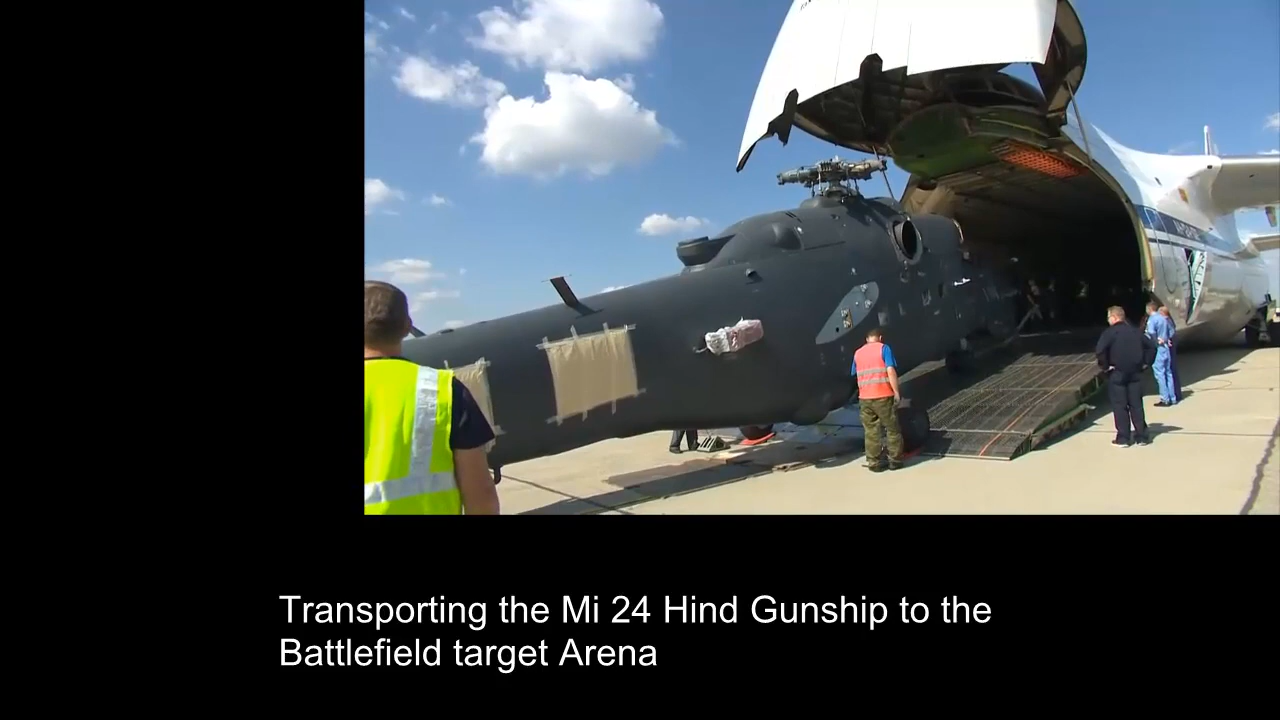 Transporting the Mi 24 Hind Gunship to the
Battlefield target Arena